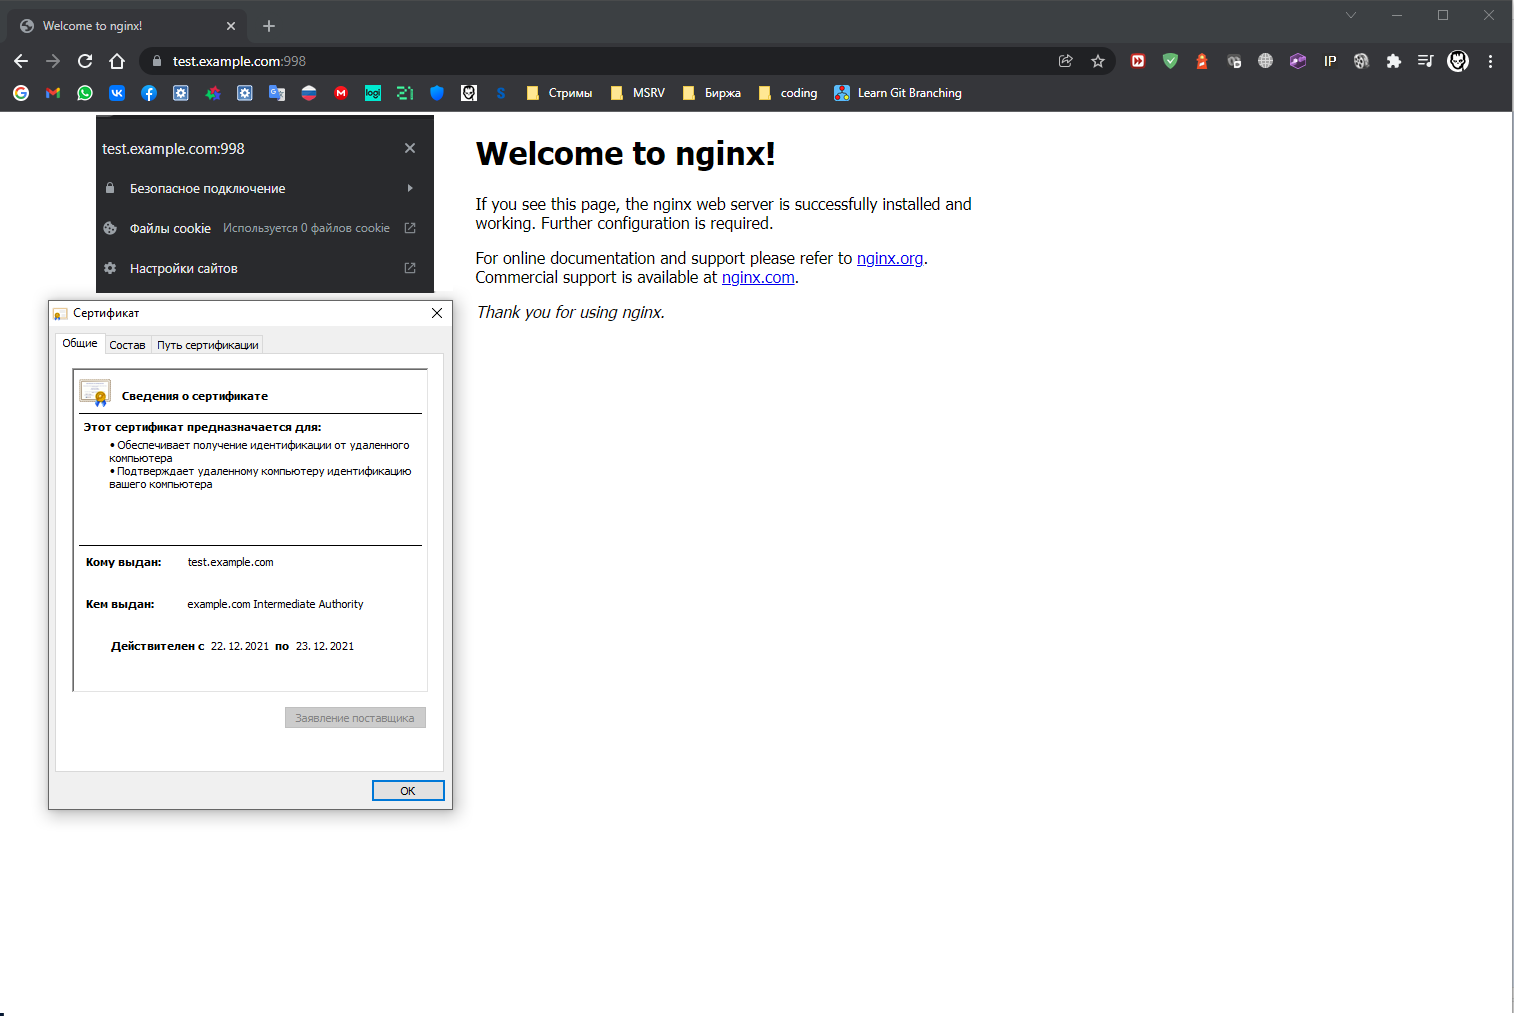 Welcome to nginx!
test.example.com:998
IP
log
21
S
Стримы
MSRV
Биржа
coding
Learn Git Branching
test.example.com:998
Безопасное подключение
Файлы cookie Используется 0 файлов cookie
Настройки сайтов
Welcome to nginx!
If you see this page, the nginx web server is successfully installed and
working. Further configuration is required.
For online documentation and support please refer to nginx.org.
Commercial support is available at nginx.com.
Thank you for using nginx.
Сертификат
Общие Состав Путь сертификации
Сведения о сертификате
Этот сертификат предназначается для:
• Обеспечивает получение идентификации от удаленного
компьютера
• Подтверждает удаленному компьютеру идентификацию
вашего компьютера
Кому выдан: test.example.com
Кем выдан: example.com Intermediate Authority
Действителен с 22.12.2021 по 23.12.2021
Заявление поставщика
ОК